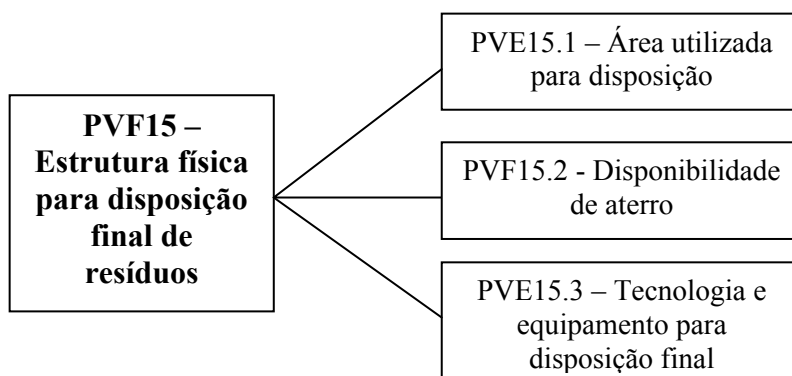 PVF15 –
Estrutura física
para disposição
final de
resíduos
PVE15.1 – Área utilizada
para disposição
PVF15.2 - Disponibilidade
de aterro
PVE15.3 – Tecnologia e
equipamento para
disposição final